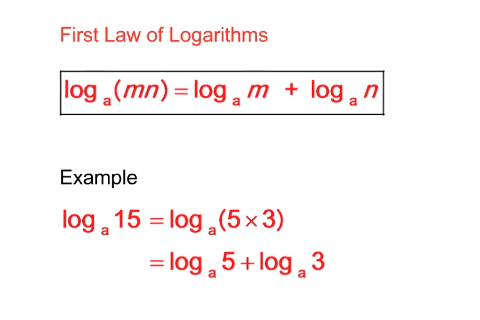 First Law of Logarithms
log a (mn) = log a m + log a n
Example
log a 15 = log a (5 × 3)
= log a 5 + log a 3